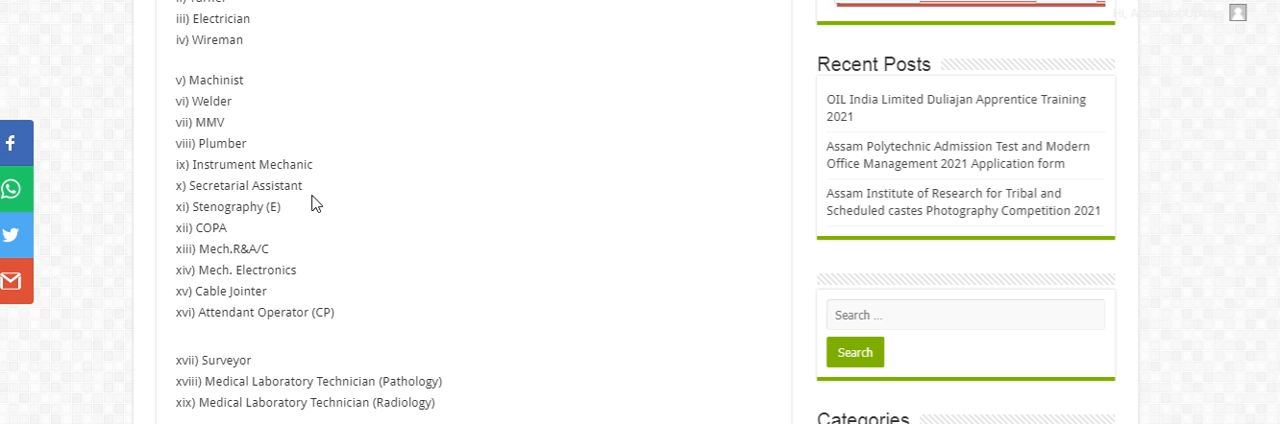 iii) Electrician
iv) Wireman
v) Machinist
vi) Welder
vii) MMV
viii) Plumber
ix) Instrument Mechanic
x) Secretarial Assistant
xi) Stenography (E)
xii) COPA
xiii) Mech.R&A/C
xiv) Mech. Electronics
xv) Cable Jointer
xvi) Attendant Operator (CP)
xvii) Surveyor
xviii) Medical Laboratory Technician (Pathology)
xix) Medical Laboratory Technician (Radiology)
Recent Posts
OIL India Limited Duliajan Apprentice Training
2021
Assam Polytechnic Admission Test and Modern
Office Management 2021 Application form
Assam Institute of Research for Tribal and
Scheduled castes Photography Competition 2021
Search ...
Search
Categories